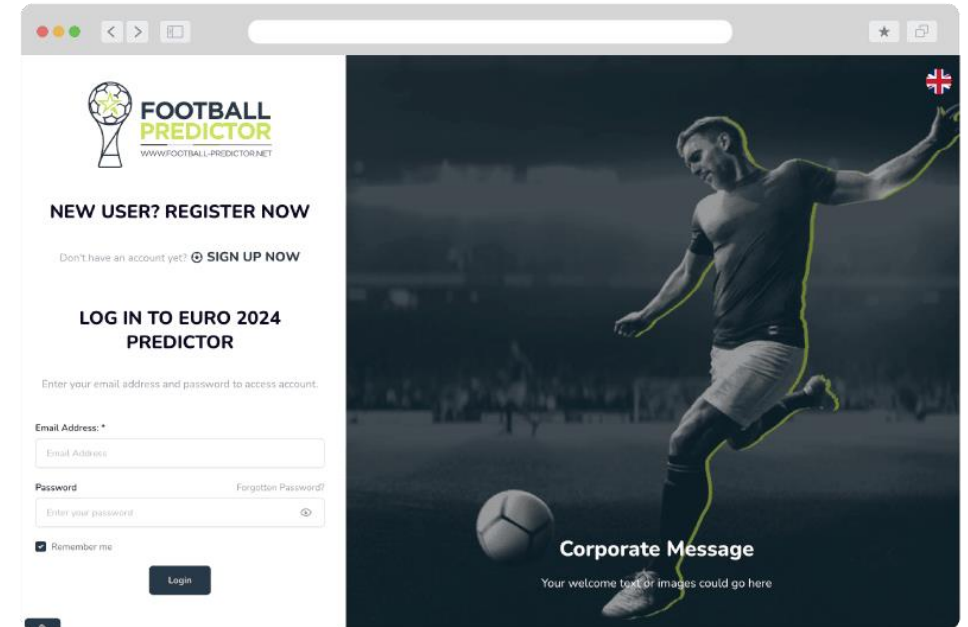 FOOTBALL
PREDICTOR
WWW.FOOTBALL-PREDICTOR.NET
NEW USER? REGISTER NOW
Don't have an account yet? SIGN UP NOW
LOG IN TO EURO 2024
PREDICTOR
Enter your email address and password to access account.
Email Address: *
Email Address
Password Forgotten Password?
Enter your password
Remember me
Login
Corporate Message
Your welcome text or images could go here